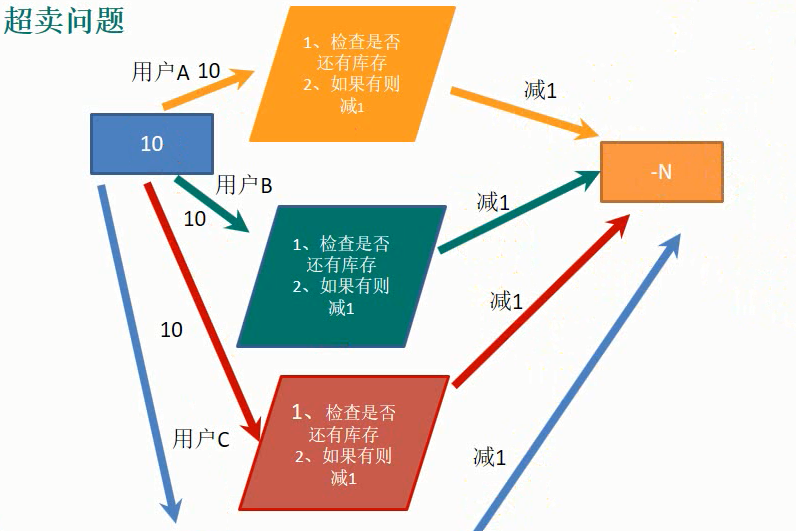 超卖问题
用户A 10
1、检查是否
还有库存
2、如果有则
减1
减1
10
-N
用户B
10
减1
1、检查是否
还有库存
2、如果有则
减1
减1
10
用户C
1、检查是否
还有库存
2、如果有则
减1
减1